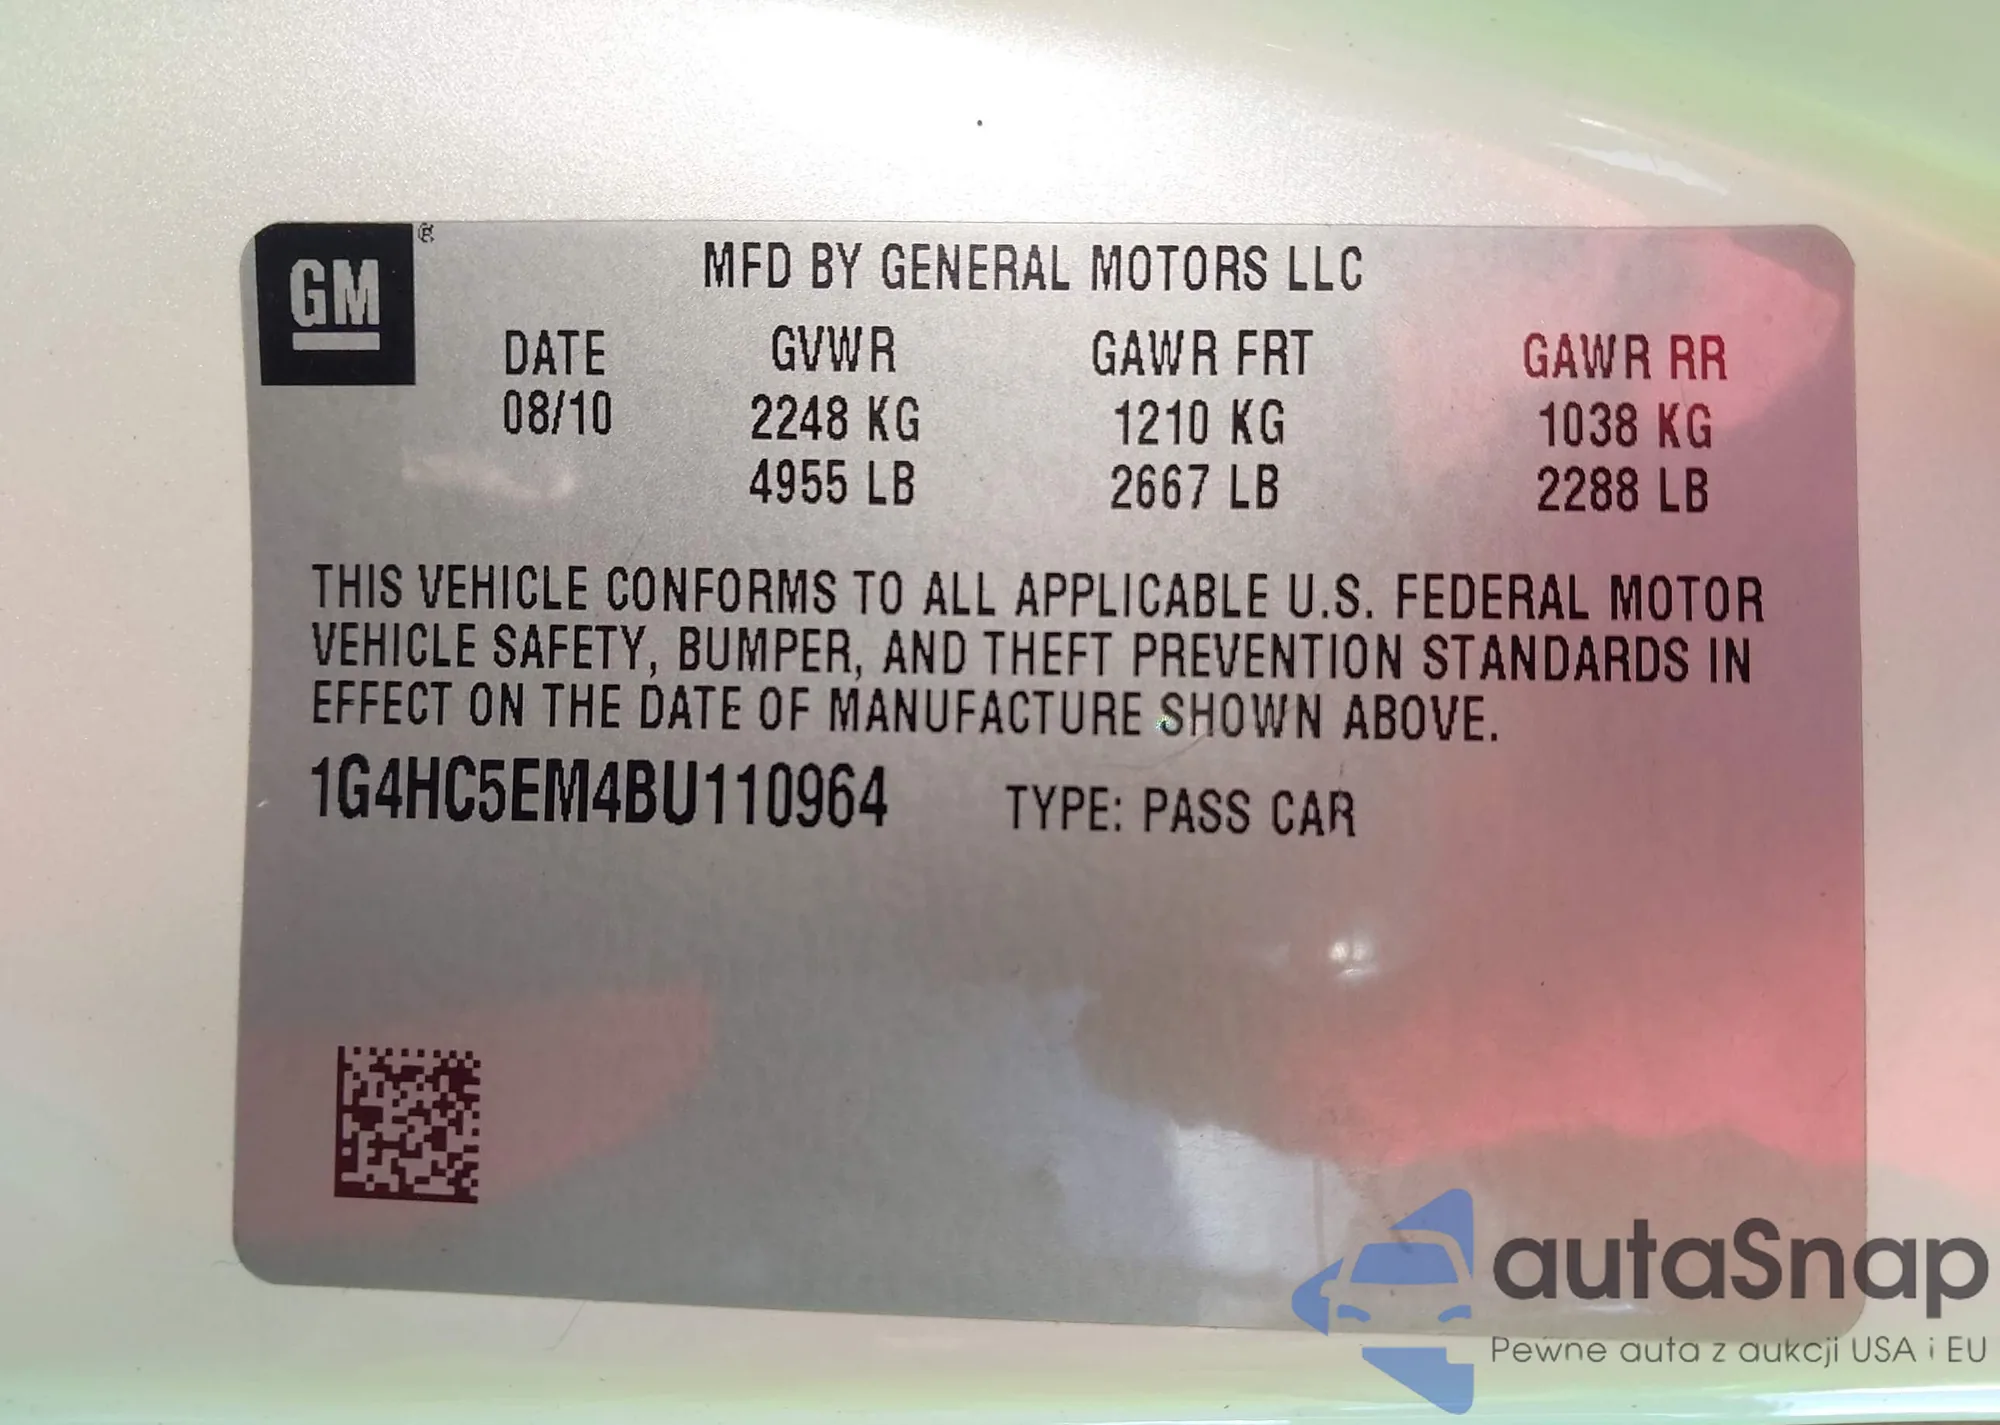 GM ®
MFD BY GENERAL MOTORS LLC
DATE GVWR GAWR FRT GAWR RR
08/10 2248 KG 1210 KG 1038 KG
4955 LB 2667 LB 2288 LB
THIS VEHICLE CONFORMS TO ALL APPLICABLE U.S. FEDERAL MOTOR
VEHICLE SAFETY, BUMPER, AND THEFT PREVENTION STANDARDS IN
EFFECT ON THE DATE OF MANUFACTURE SHOWN ABOVE.
1G4HC5EM4BU110964 TYPE: PASS CAR
autaSnap
Pewne auta z aukcji USA i EU